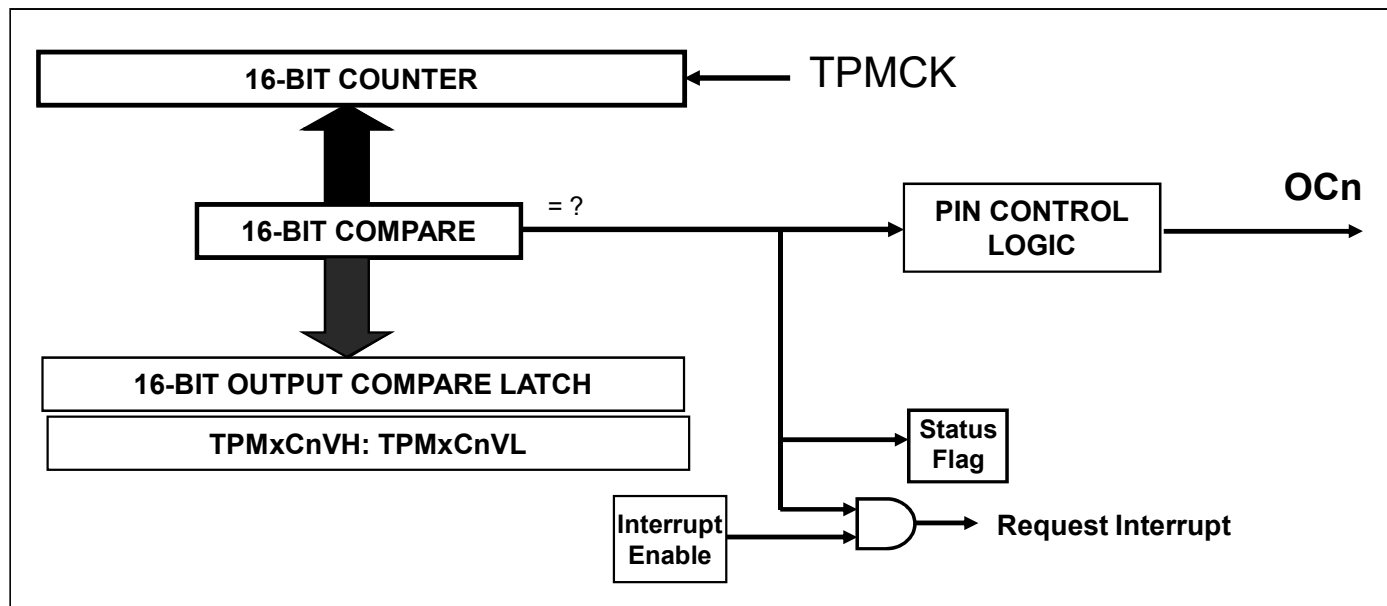 16-BIT COUNTER
TPMCK
= ?
16-BIT COMPARE
PIN CONTROL
LOGIC
OCn
16-BIT OUTPUT COMPARE LATCH
TPMxCnVH: TPMxCnVL
Status
Flag
Interrupt
Enable
Request Interrupt